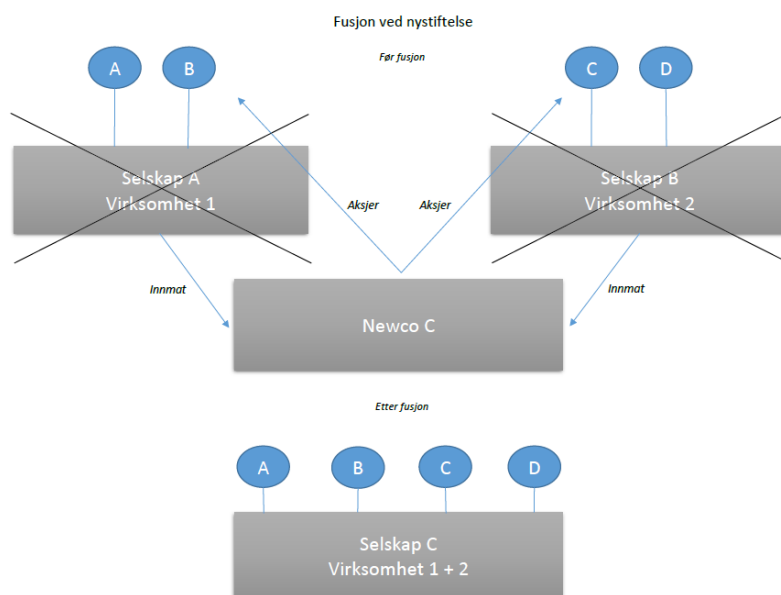 Fusjon ved nystiftelse
Før fusjon
A
B
C
D
Selskap A
Virksomhet 1
Selskap B
Virksomhet 2
Aksjer
Aksjer
Innmat
Innmat
Newco C
Etter fusjon
A
B
C
D
Selskap C
Virksomhet 1 + 2